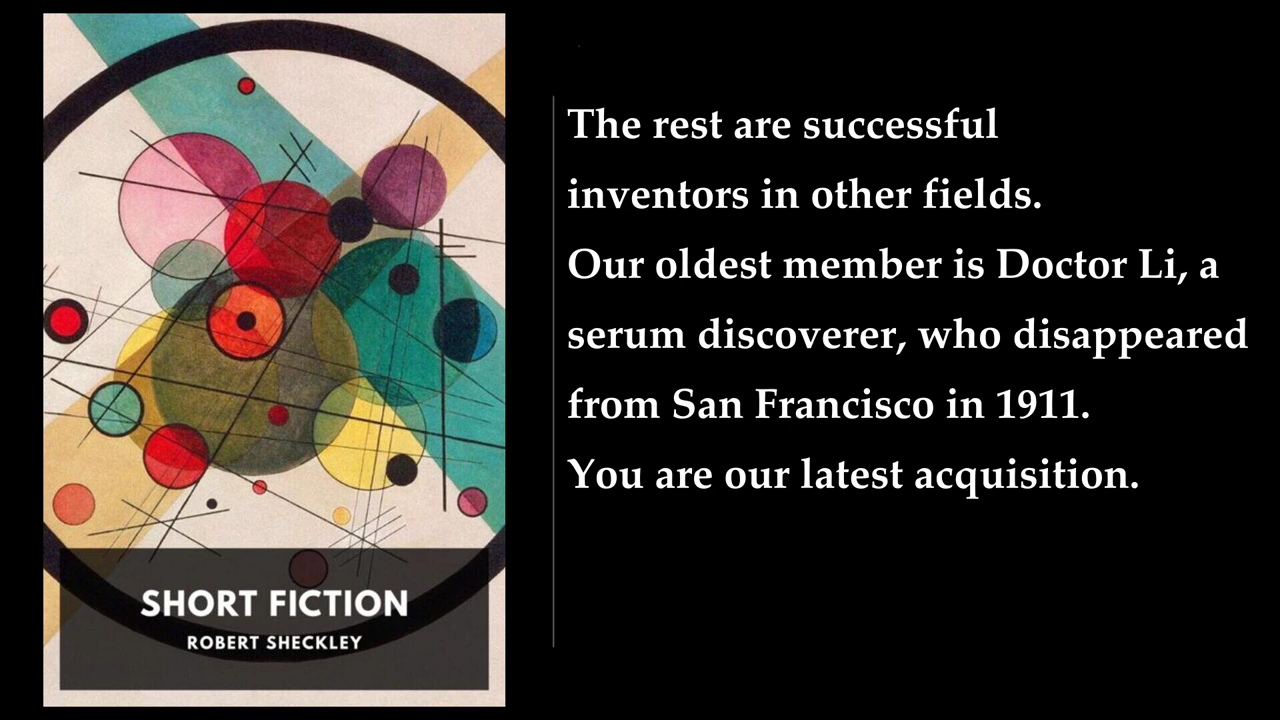 SHORT FICTION
ROBERT SHECKLEY
The rest are successful
inventors in other fields.
Our oldest member is Doctor Li, a
serum discoverer, who disappeared
from San Francisco in 1911.
You are our latest acquisition.